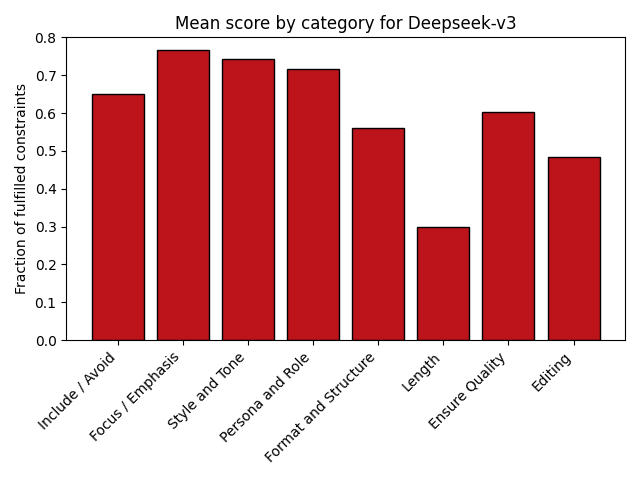 Mean score by category for Deepseek-v3
Fraction of fulfilled constraints
0.8
0.7
0.6
0.5
0.4
0.3
0.2
0.1
0.0
Include / Avoid
Focus / Emphasis
Style and Tone
Persona and Role
Format and Structure
Length
Ensure Quality
Editing